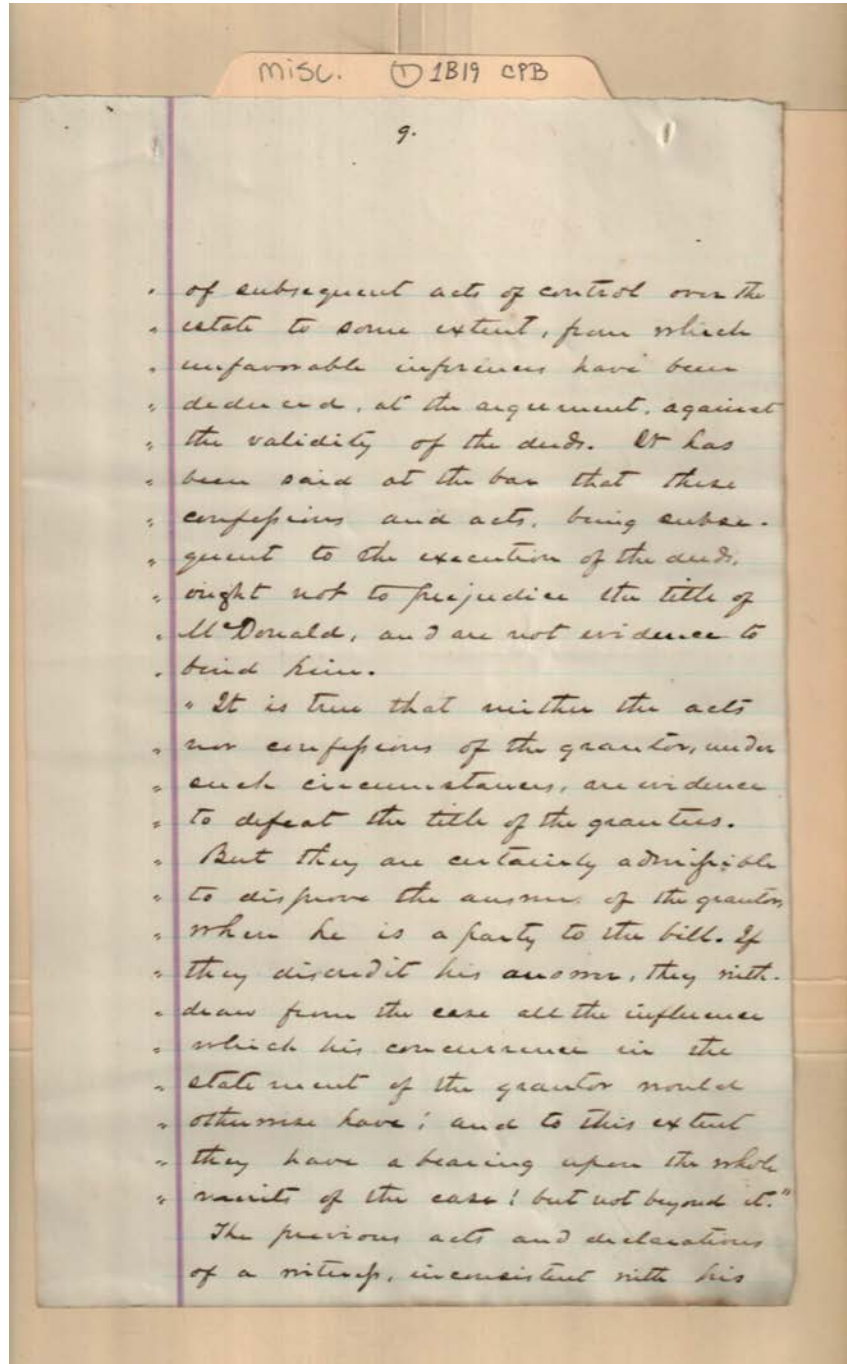 misc. ① 1B19 CPB
9.
" of subsequent acts of control over the
" estate to some extent, from which
" unfavorable inferences have been
" deduced, at the argument, against
" the validity of the deeds. It has
" been said at the bar that these
" confessions and acts, being subse-
" quent to the execution of the deeds,
" ought not to prejudice the title of
" McDonald, and are not evidence to
" bind him.
" It is true that neither the acts
" nor confessions of the grantor, under
" such circumstances, are evidence
" to defeat the title of the grantees.
" But they are certainly admissible
" to disprove the answer of the grantor,
" when he is a party to the bill. If
" they discredit his answer, they with-
" draw from the case all the influence
" which his concurrence in the
" statement of the grantor would
" otherwise have; and to this extent
" they have a bearing upon the whole
" merits of the case; but not beyond it."
The previous acts and declarations
of a witness, inconsistent with his